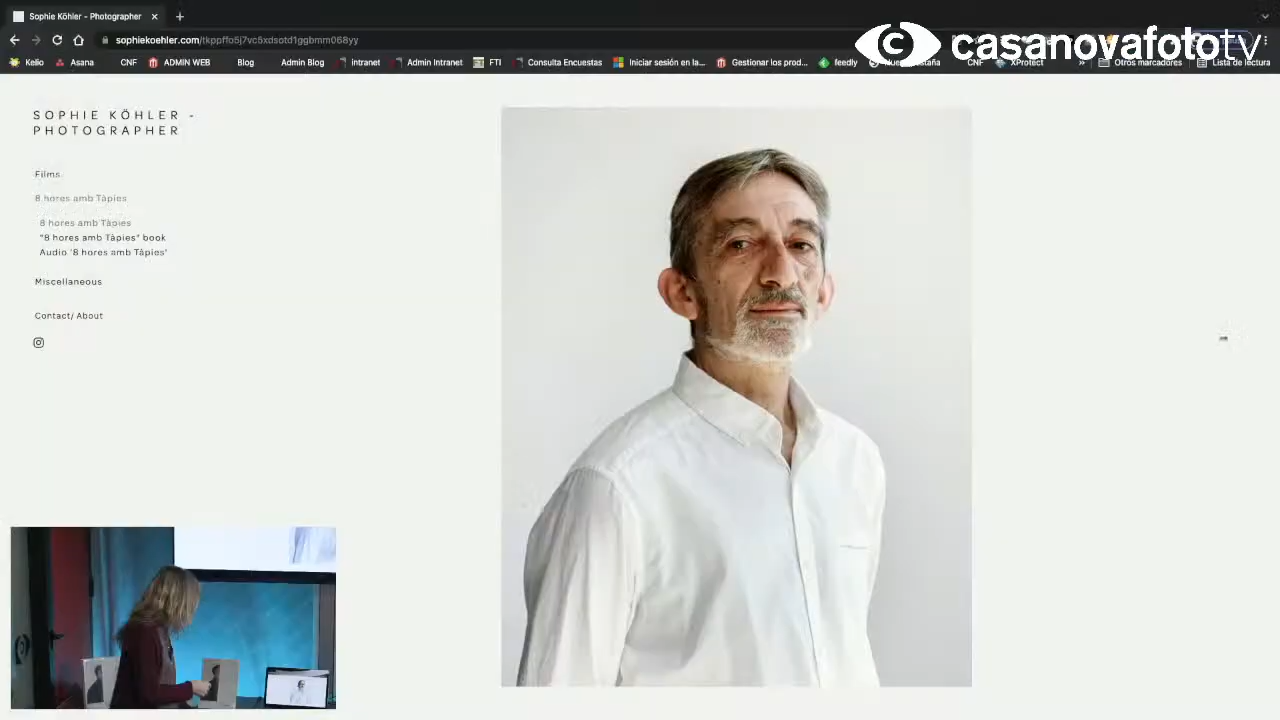 Sophie Köhler - Photographer
sophiekoehler.com/tkppffo5j7vc5xdsotd1ggbmm068yy
casanovafototv
Kelio Asana CNF ADMIN WEB Blog Admin Blog intranet Admin Intranet FTI Consulta Encuestas Iniciar sesión en la... Gestionar los prod... feedly CNF XProtect » Otros marcadores Lista de lectura
SOPHIE KÖHLER -
PHOTOGRAPHER
Films
8 hores amb Tàpies
8 hores amb Tàpies
"8 hores amb Tàpies" book
Audio '8 hores amb Tàpies'
Miscellaneous
Contact/ About